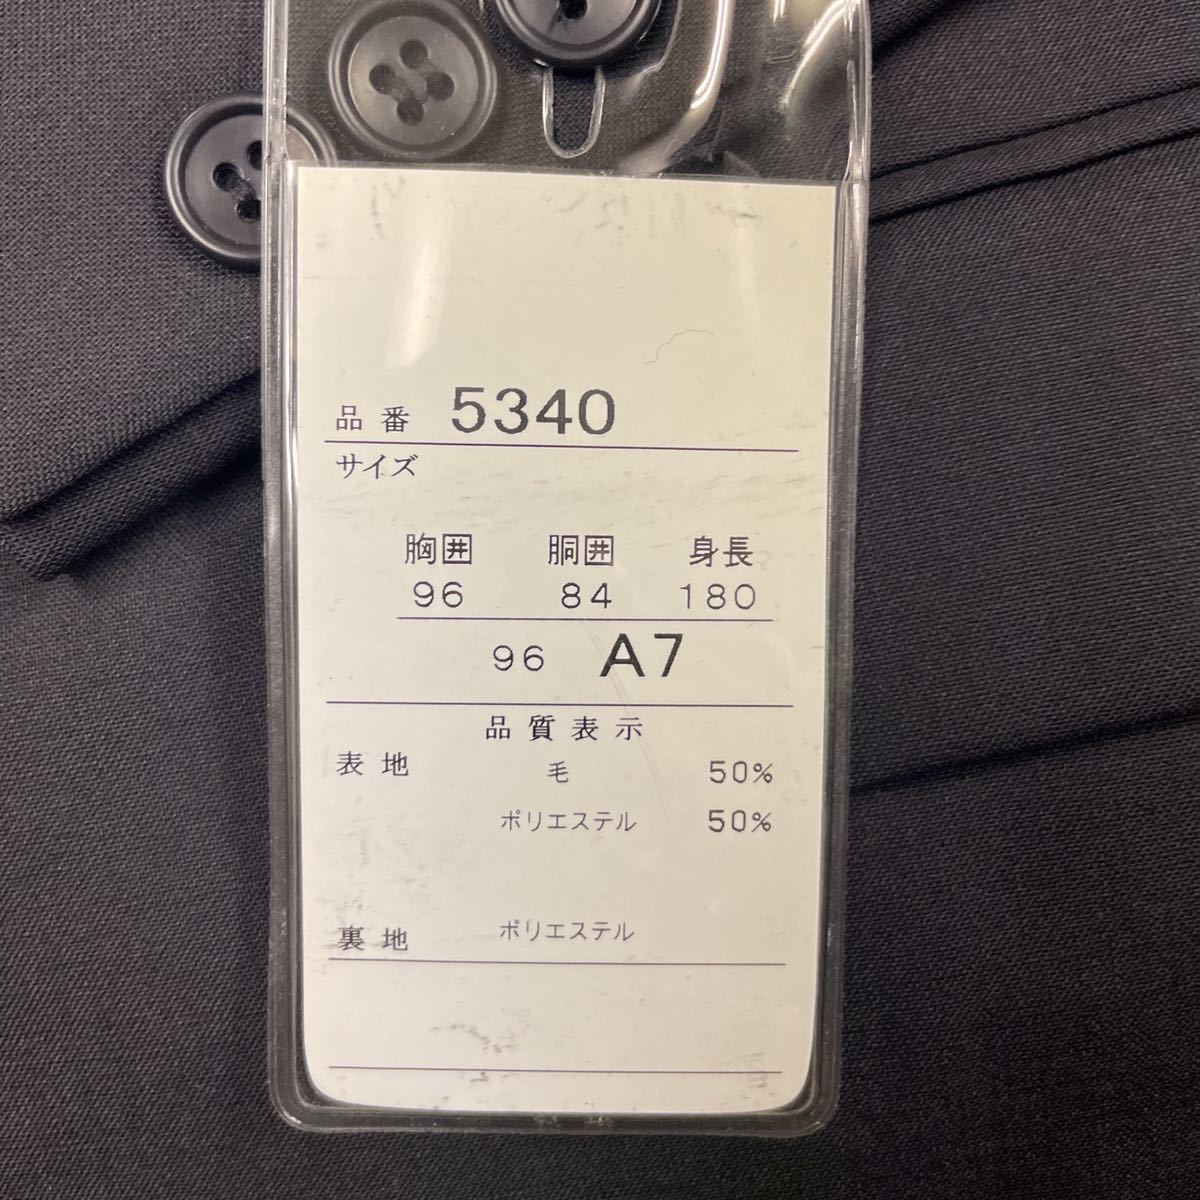 品番 5340
サイズ
胸囲 胴囲 身長
96 84 180
96 A7
品質表示
表地 毛 50%
ポリエステル 50%
裏地 ポリエステル